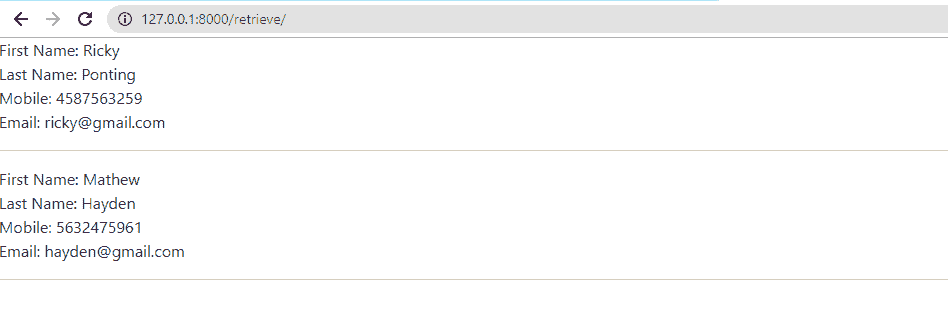 127.0.0.1:8000/retrieve/
First Name: Ricky
Last Name: Ponting
Mobile: 4587563259
Email: ricky@gmail.com
First Name: Mathew
Last Name: Hayden
Mobile: 5632475961
Email: hayden@gmail.com